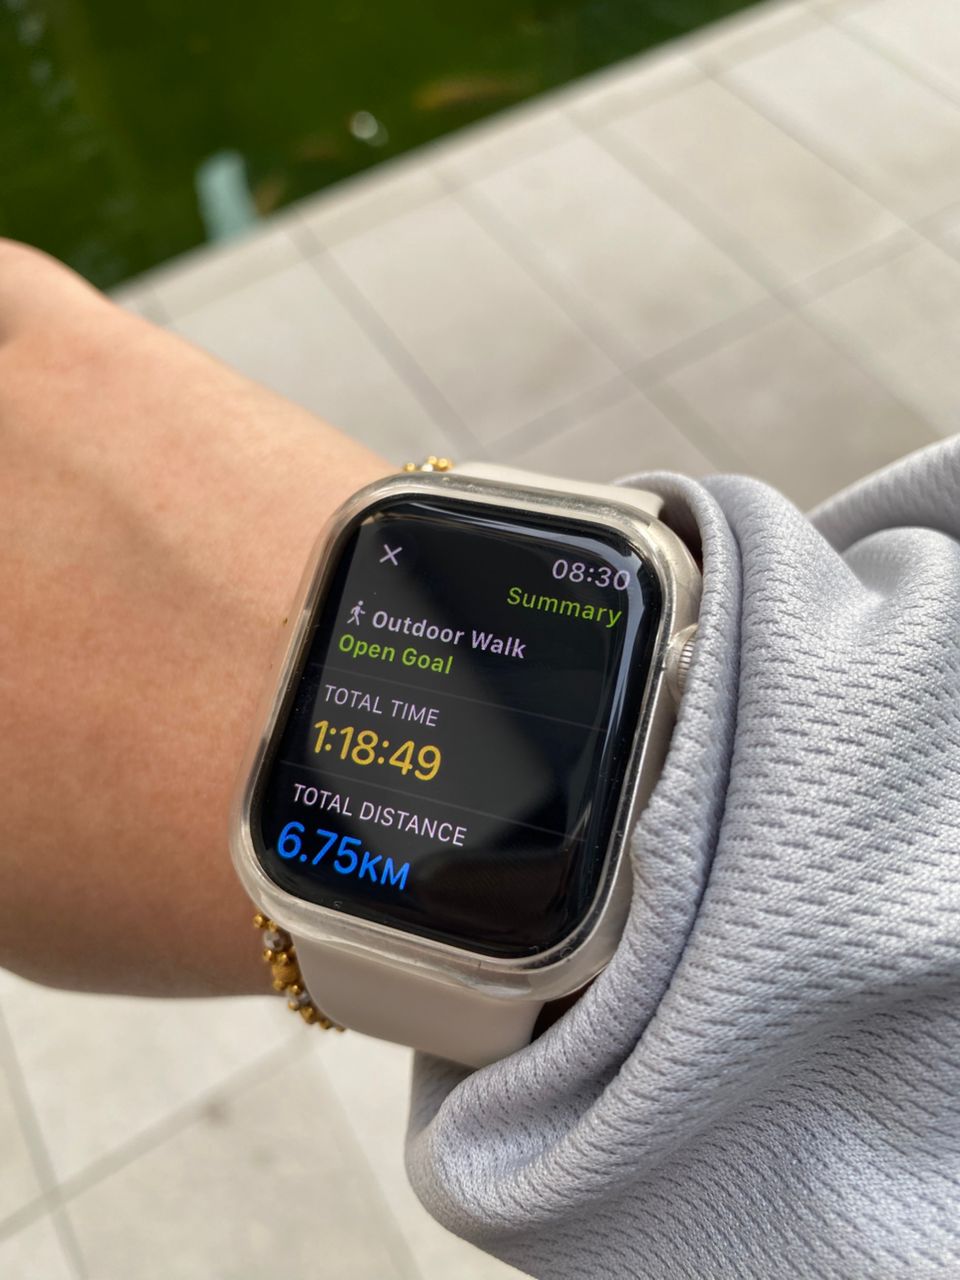 08:30
Summary
Outdoor Walk
Open Goal
TOTAL TIME
1:18:49
TOTAL DISTANCE
6.75KM